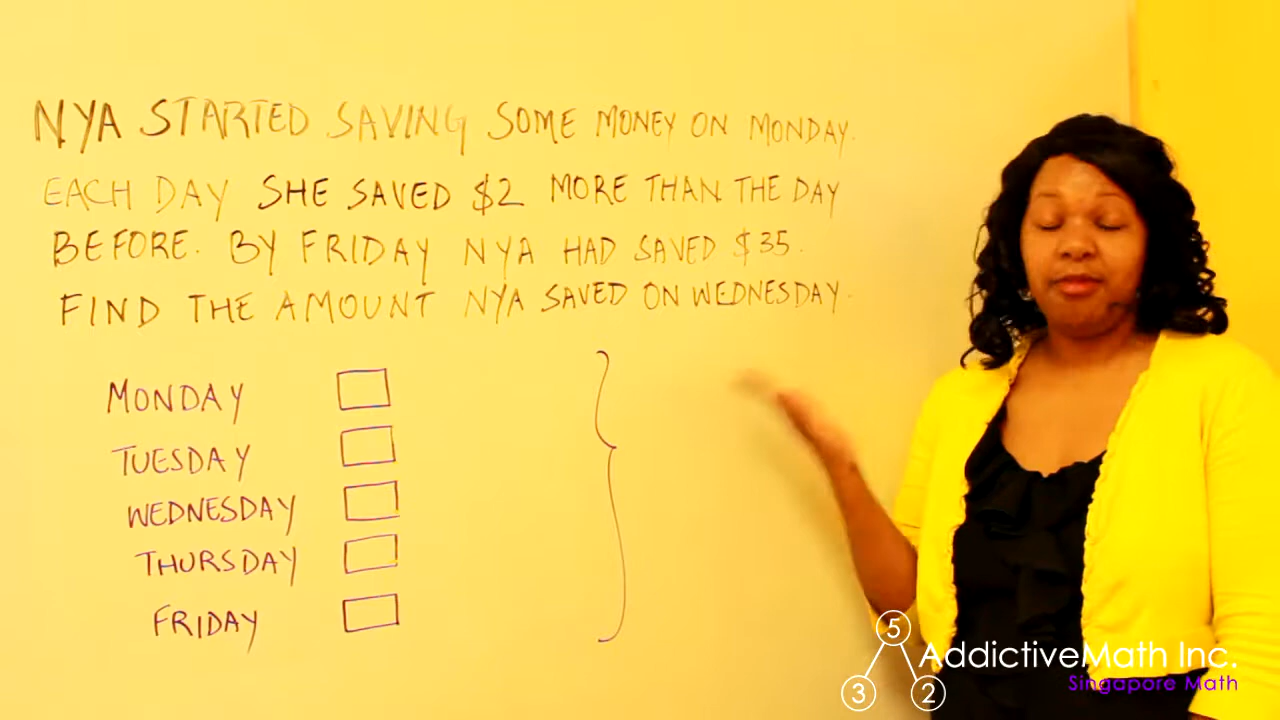 NYA STARTED SAVING SOME MONEY ON MONDAY.
EACH DAY SHE SAVED $2 MORE THAN THE DAY
BEFORE. BY FRIDAY NYA HAD SAVED $35.
FIND THE AMOUNT NYA SAVED ON WEDNESDAY.
MONDAY
TUESDAY
WEDNESDAY
THURSDAY
FRIDAY
5
3 2
AddictiveMath Inc.
Singapore Math